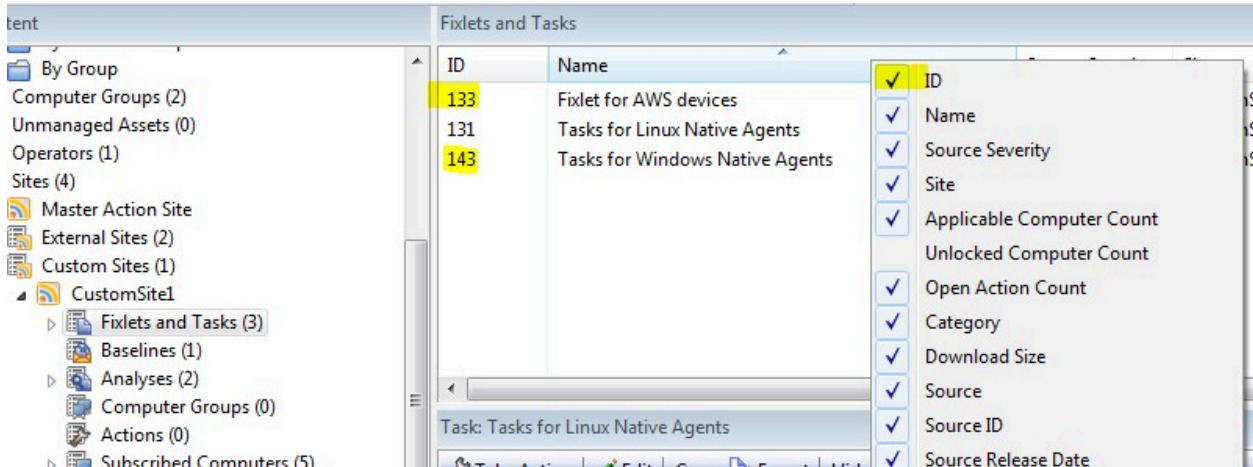 tent
By Group
Computer Groups (2)
Unmanaged Assets (0)
Operators (1)
Sites (4)
Master Action Site
External Sites (2)
Custom Sites (1)
CustomSite1
Fixlets and Tasks (3)
Baselines (1)
Analyses (2)
Computer Groups (0)
Actions (0)
Subscribed Computers (5)
Fixlets and Tasks
ID Name
133 Fixlet for AWS devices
131 Tasks for Linux Native Agents
143 Tasks for Windows Native Agents
Task: Tasks for Linux Native Agents
Edit
ID
Name
Source Severity
Site
Applicable Computer Count
Unlocked Computer Count
Open Action Count
Category
Download Size
Source
Source ID
Source Release Date